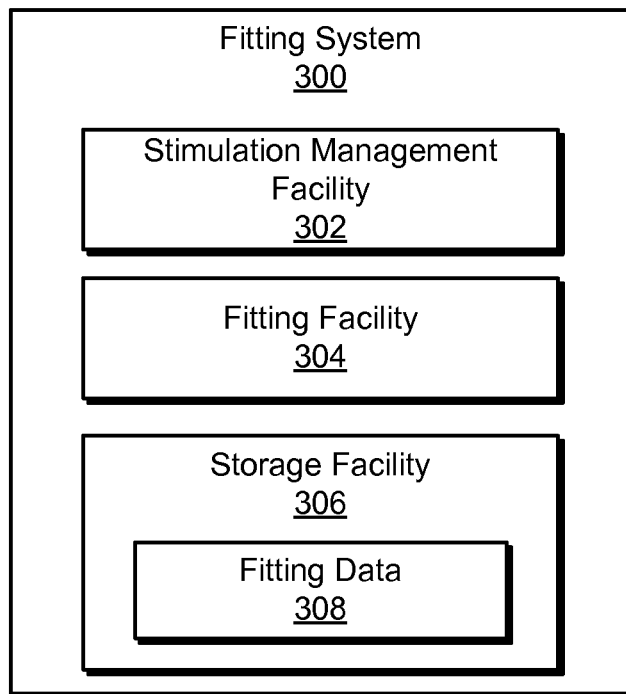 Fitting System
300
Stimulation Management
Facility
302
Fitting Facility
304
Storage Facility
306
Fitting Data
308